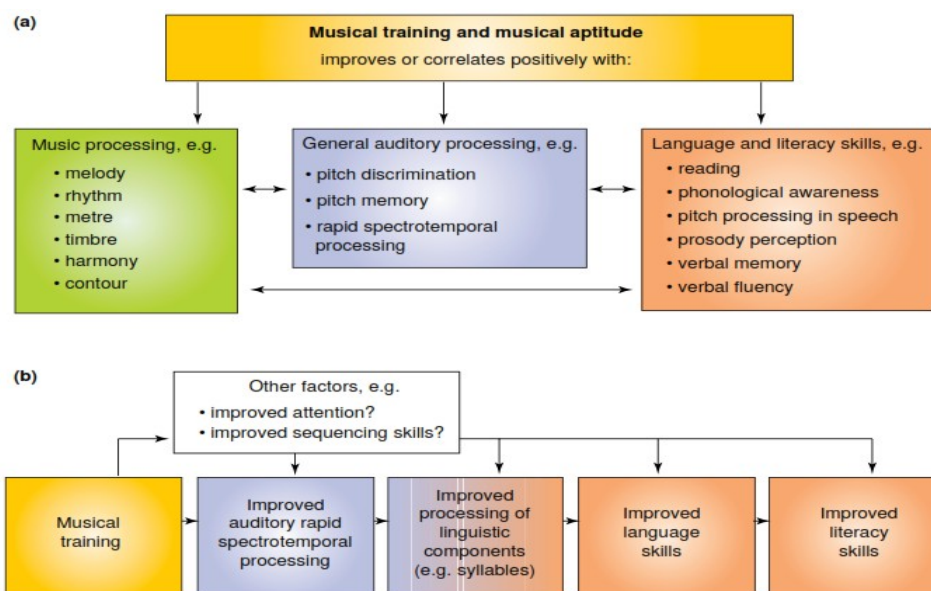 (a)
Musical training and musical aptitude
improves or correlates positively with:
Music processing, e.g.
• melody
• rhythm
• metre
• timbre
• harmony
• contour
General auditory processing, e.g.
• pitch discrimination
• pitch memory
• rapid spectrotemporal
processing
Language and literacy skills, e.g.
• reading
• phonological awareness
• pitch processing in speech
• prosody perception
• verbal memory
• verbal fluency
(b)
Other factors, e.g.
• improved attention?
• improved sequencing skills?
Musical
training
Improved
auditory rapid
spectrotemporal
processing
Improved
processing of
linguistic
components
(e.g. syllables)
Improved
language
skills
Improved
literacy
skills